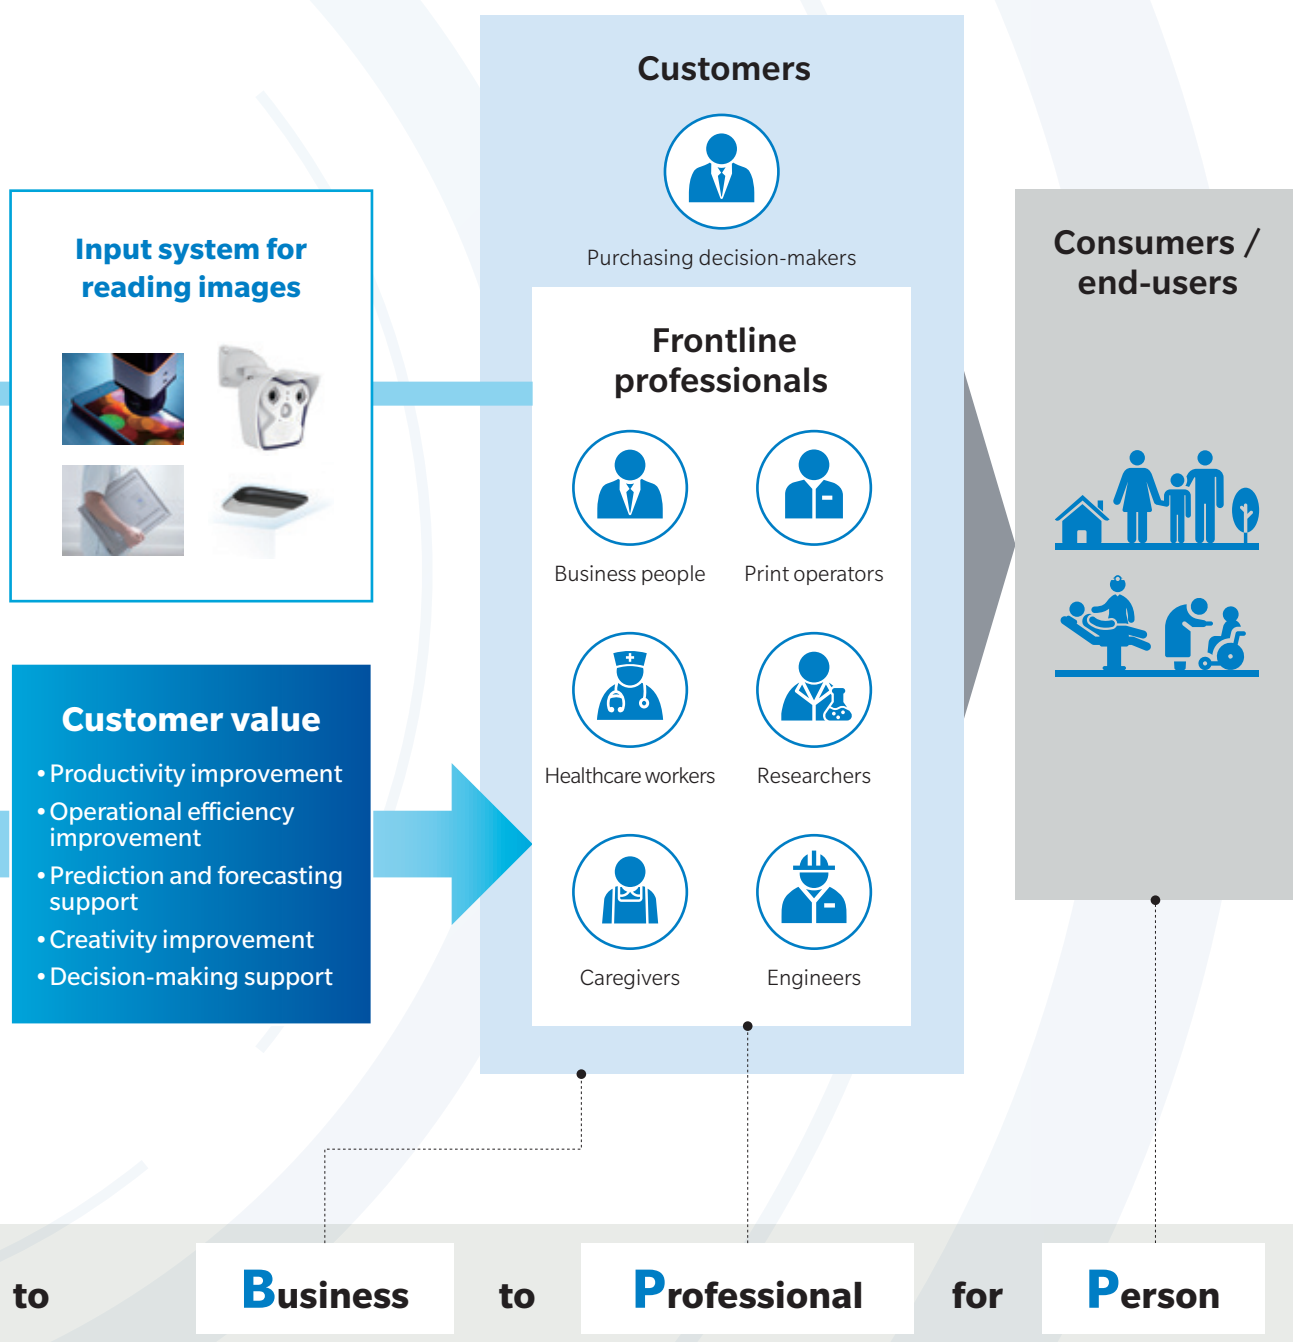 Customers
Purchasing decision-makers
Input system for
reading images
Frontline
professionals
Business people
Print operators
Healthcare workers
Researchers
Caregivers
Engineers
Customer value
• Productivity improvement
• Operational efficiency
improvement
• Prediction and forecasting
support
• Creativity improvement
• Decision-making support
Consumers /
end-users
to Business to Professional for Person